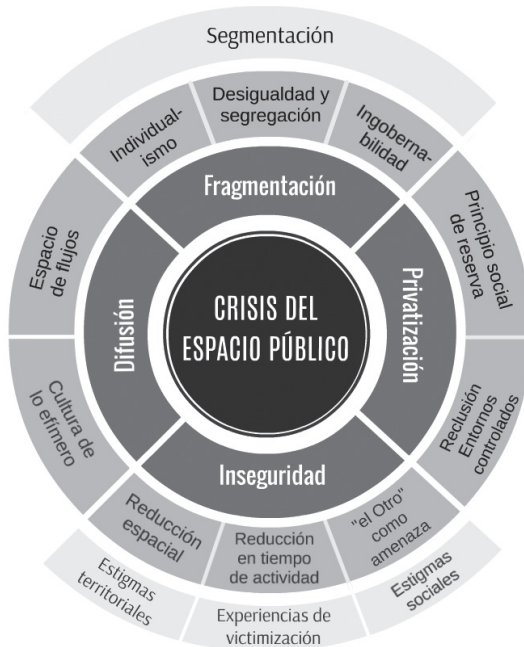 Segmentación
Individual-
ismo
Desigualdad y
segregación
Ingoberna-
bilidad
Fragmentación
Espacio
de flujos
Principio social
de reserva
Difusión
CRISIS DEL
ESPACIO PÚBLICO
Privatización
Cultura de
lo efímero
Reclusión
Entornos
controlados
Inseguridad
Reducción
espacial
Reducción
en tiempo
de actividad
"el Otro"
como
amenaza
Estigmas
territoriales
Experiencias de
victimización
Estigmas
sociales